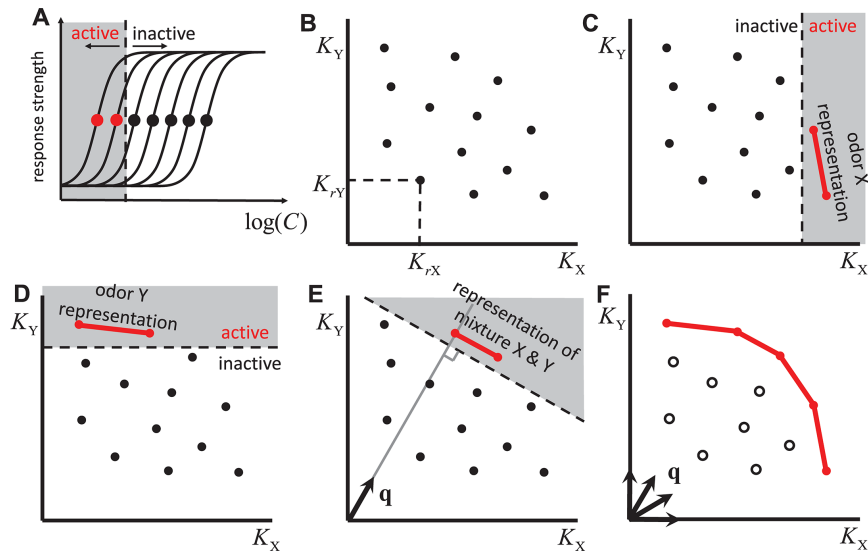 A
active
inactive
response strength
log(C)
B
K_Y
K_rY
K_rX
K_X
C
K_Y
inactive
active
odor X
representation
K_X
D
K_Y
odor Y
representation
active
inactive
K_X
E
K_Y
representation of
mixture X & Y
q
K_X
F
K_Y
q
K_X